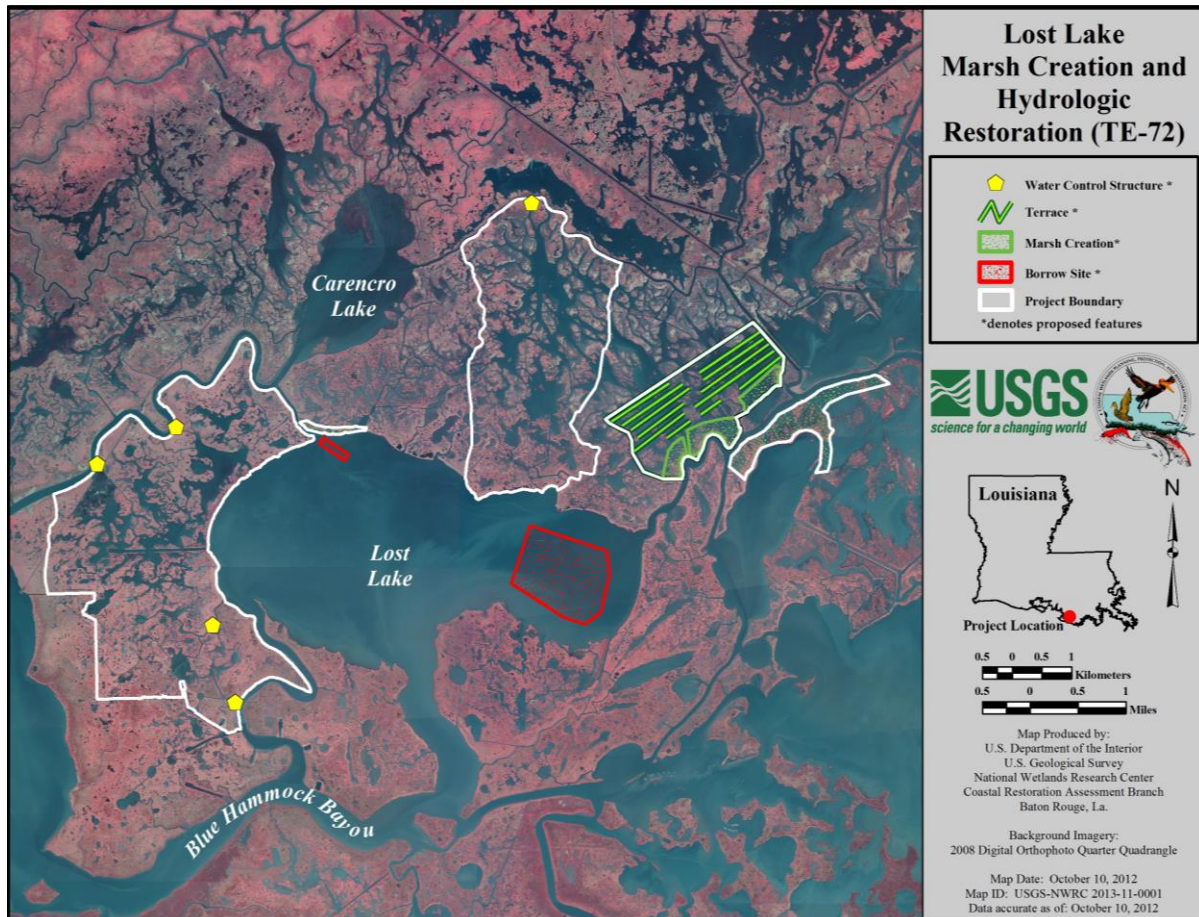 Lost Lake
Marsh Creation and
Hydrologic
Restoration (TE-72)
Water Control Structure *
Terrace *
Marsh Creation*
Borrow Site *
Project Boundary
*denotes proposed features
USGS
science for a changing world
Louisiana
N
Project Location
0.5 0 0.5 1
Kilometers
0.5 0 0.5 1
Miles
Map Produced by:
U.S. Department of the Interior
U.S. Geological Survey
National Wetlands Research Center
Coastal Restoration Assessment Branch
Baton Rouge, La.
Background Imagery:
2008 Digital Orthophoto Quarter Quadrangle
Map Date: October 10, 2012
Map ID: USGS-NWRC 2013-11-0001
Data accurate as of: October 10, 2012
Carencro
Lake
Lost
Lake
Blue Hammock Bayou